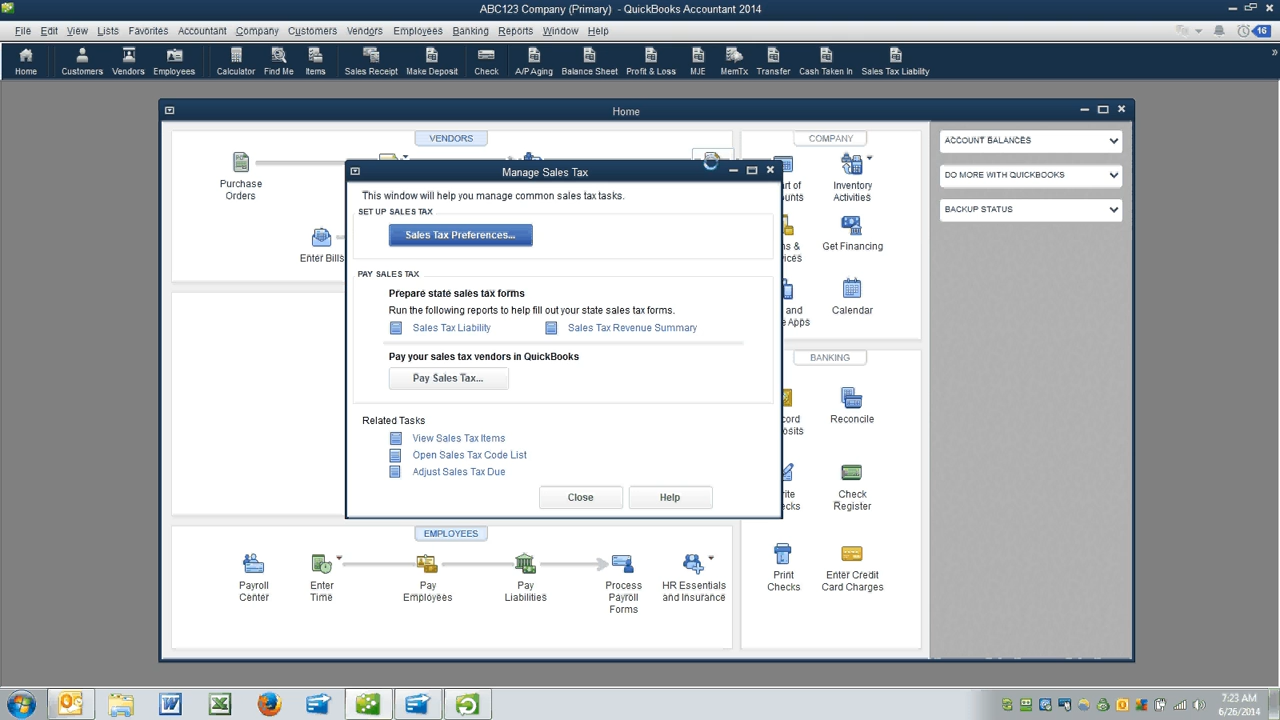 ABC123 Company (Primary) - QuickBooks Accountant 2014
File Edit View Lists Favorites Accountant Company Customers Vendors Employees Banking Reports Window Help
16
Home Customers Vendors Employees Calculator Find Me Items Sales Receipt Make Deposit Check A/P Aging Balance Sheet Profit & Loss MJE MemTx Transfer Cash Taken In Sales Tax Liability
Home
VENDORS
COMPANY
ACCOUNT BALANCES
DO MORE WITH QUICKBOOKS
BACKUP STATUS
Purchase
Orders
Enter Bills
Manage Sales Tax
This window will help you manage common sales tax tasks.
SET UP SALES TAX
Sales Tax Preferences...
PAY SALES TAX
Prepare state sales tax forms
Run the following reports to help fill out your state sales tax forms.
Sales Tax Liability
Sales Tax Revenue Summary
Pay your sales tax vendors in QuickBooks
Pay Sales Tax...
Related Tasks
View Sales Tax Items
Open Sales Tax Code List
Adjust Sales Tax Due
Close
Help
Inventory
Activities
Get Financing
Calendar
BANKING
Reconcile
Check
Register
Print
Checks
Enter Credit
Card Charges
EMPLOYEES
Payroll
Center
Enter
Time
Pay
Employees
Pay
Liabilities
Process
Payroll
Forms
HR Essentials
and Insurance
7:23 AM
6/26/2014